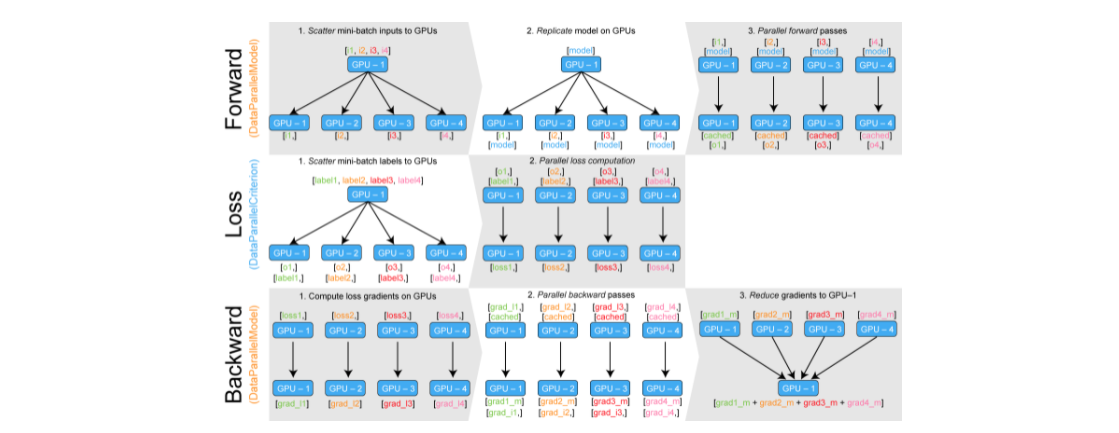 Forward
(DataParallelModel)
1. Scatter mini-batch inputs to GPUs
[i1, i2, i3, i4]
GPU – 1
GPU – 1 GPU – 2 GPU – 3 GPU – 4
[i1,] [i2,] [i3,] [i4,]
2. Replicate model on GPUs
[model]
GPU – 1
GPU – 1 GPU – 2 GPU – 3 GPU – 4
[i1,] [i2,] [i3,] [i4,]
[model] [model] [model] [model]
3. Parallel forward passes
[i1,] [i2,] [i3,] [i4,]
[model] [model] [model] [model]
GPU – 1 GPU – 2 GPU – 3 GPU – 4
GPU – 1 GPU – 2 GPU – 3 GPU – 4
[cached] [cached] [cached] [cached]
[o1,] [o2,] [o3,] [o4,]
Loss
(DataParallelCriterion)
1. Scatter mini-batch labels to GPUs
[label1, label2, label3, label4]
GPU – 1
GPU – 1 GPU – 2 GPU – 3 GPU – 4
[o1,] [o2,] [o3,] [o4,]
[label1,] [label2,] [label3,] [label4,]
2. Parallel loss computation
[o1,] [o2,] [o3,] [o4,]
[label1,] [label2,] [label3,] [label4,]
GPU – 1 GPU – 2 GPU – 3 GPU – 4
GPU – 1 GPU – 2 GPU – 3 GPU – 4
[loss1,] [loss2,] [loss3,] [loss4,]
Backward
(DataParallelModel)
1. Compute loss gradients on GPUs
[loss1,] [loss2,] [loss3,] [loss4,]
GPU – 1 GPU – 2 GPU – 3 GPU – 4
GPU – 1 GPU – 2 GPU – 3 GPU – 4
[grad_l1] [grad_l2] [grad_l3] [grad_l4]
2. Parallel backward passes
[grad_l1,] [grad_l2,] [grad_l3,] [grad_l4,]
[cached] [cached] [cached] [cached]
GPU – 1 GPU – 2 GPU – 3 GPU – 4
GPU – 1 GPU – 2 GPU – 3 GPU – 4
[grad1_m] [grad2_m] [grad3_m] [grad4_m]
[grad_i1,] [grad_i2,] [grad_i3,] [grad_i4,]
3. Reduce gradients to GPU–1
[grad1_m] [grad2_m] [grad3_m] [grad4_m]
GPU – 1 GPU – 2 GPU – 3 GPU – 4
GPU – 1
[grad1_m + grad2_m + grad3_m + grad4_m]